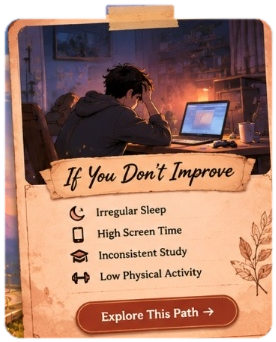 If You Don't Improve
Irregular Sleep
High Screen Time
Inconsistent Study
Low Physical Activity
Explore This Path →